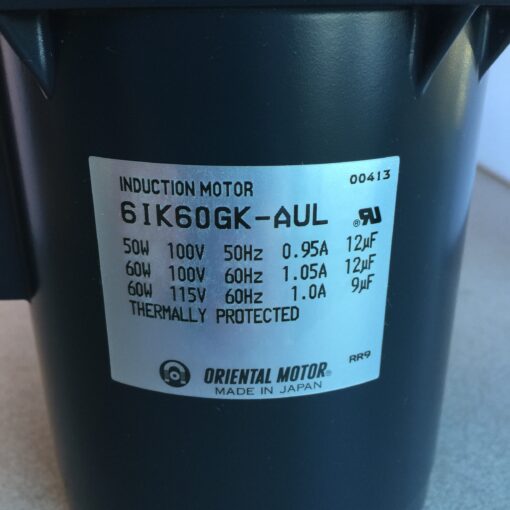 INDUCTION MOTOR 00413
6IK60GK-AUL ®RU
50W 100V 50Hz 0.95A 12µF
60W 100V 60Hz 1.05A 12µF
60W 115V 60Hz 1.0A 9µF
THERMALLY PROTECTED
RR9
ORIENTAL MOTOR®
MADE IN JAPAN